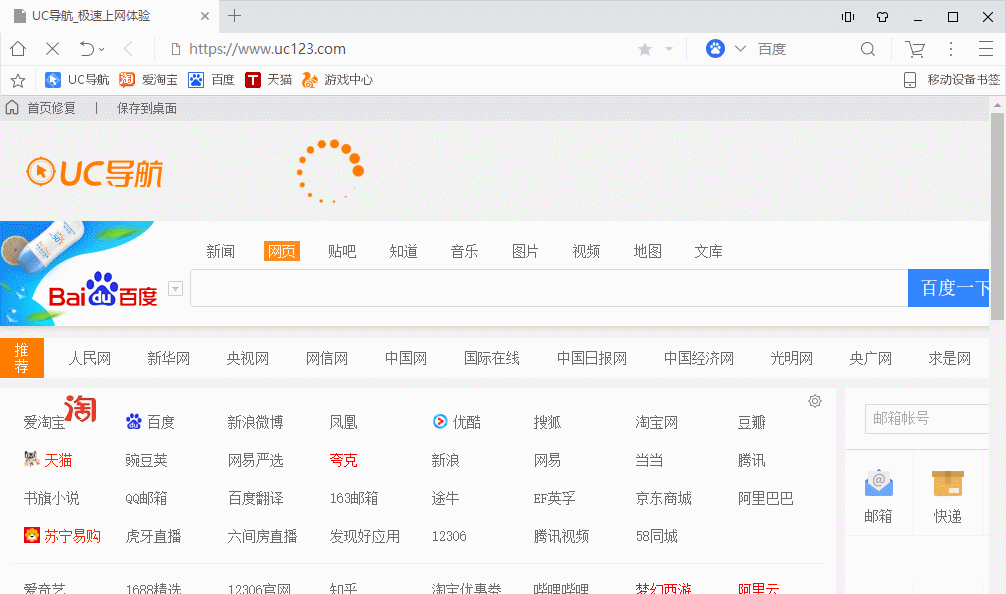 UC导航_极速上网体验
https://www.uc123.com
百度
UC导航 爱淘宝 百度 天猫 游戏中心 移动设备书签
首页修复 | 保存到桌面
UC导航
新闻 网页 贴吧 知道 音乐 图片 视频 地图 文库
Bai du 百度
百度一下
推荐 人民网 新华网 央视网 网信网 中国网 国际在线 中国日报网 中国经济网 光明网 央广网 求是网
爱淘宝 淘 百度 新浪微博 凤凰 优酷 搜狐 淘宝网 豆瓣
邮箱帐号
天猫 豌豆荚 网易严选 夸克 新浪 网易 当当 腾讯
书旗小说 QQ邮箱 百度翻译 163邮箱 途牛 EF英孚 京东商城 阿里巴巴
邮箱 快递
苏宁易购 虎牙直播 六间房直播 发现好应用 12306 腾讯视频 58同城
爱奇艺 1688精选 12306官网 知乎 淘宝优惠券 哔哩哔哩 梦幻西游 阿里云